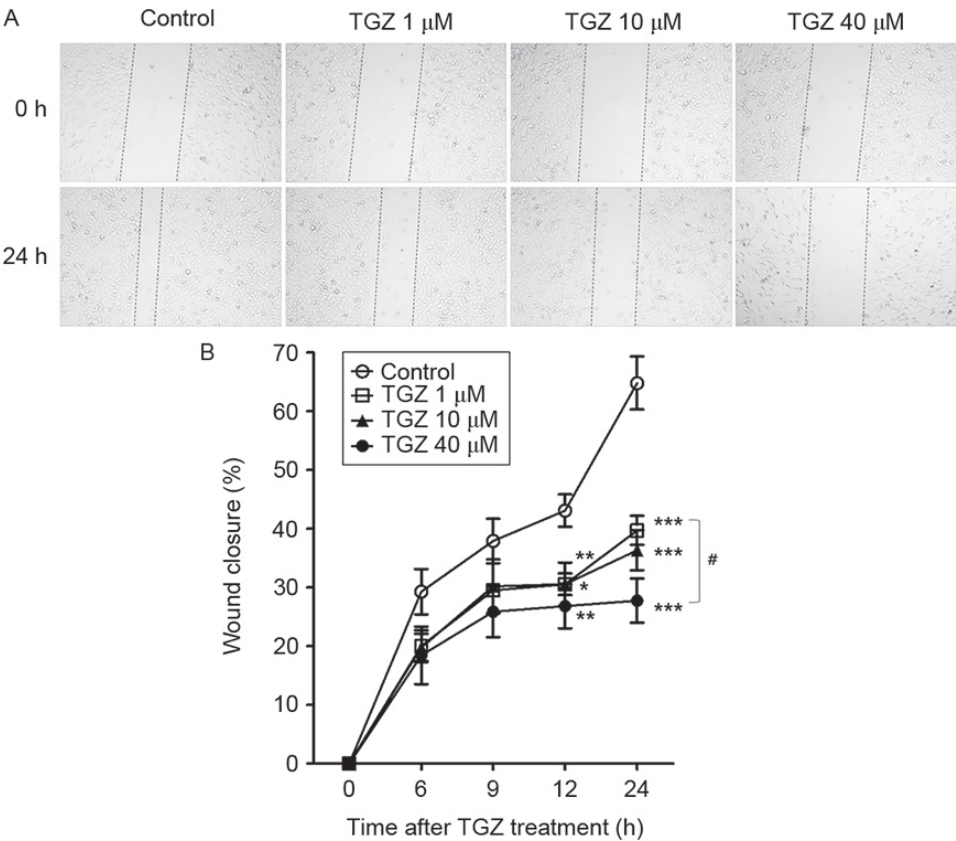 A
Control
TGZ 1 μM
TGZ 10 μM
TGZ 40 μM
0 h
24 h
B
Wound closure (%)
70
60
50
40
30
20
10
0
Control
TGZ 1 μM
TGZ 10 μM
TGZ 40 μM
**
*
**
***
***
***
#
0 6 9 12 24
Time after TGZ treatment (h)